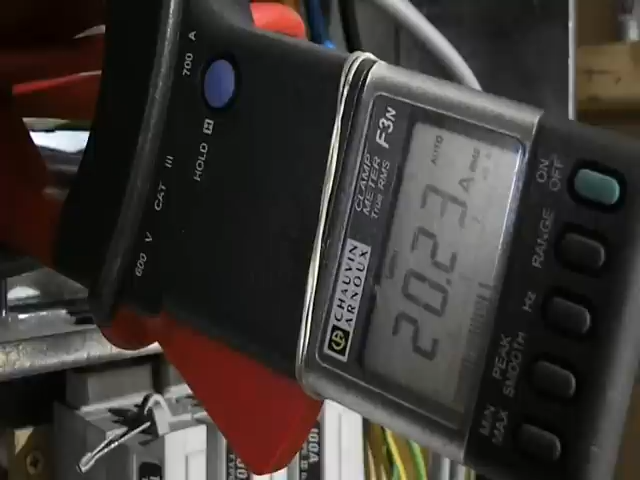 600 V CAT III 700 A
HOLD H
CHAUVIN
ARNOUX
CLAMP
METER
TRUE RMS
F3N
AUTO
20.23 A
MIN
MAX
PEAK
SMOOTH
Hz
RANGE
ON
OFF